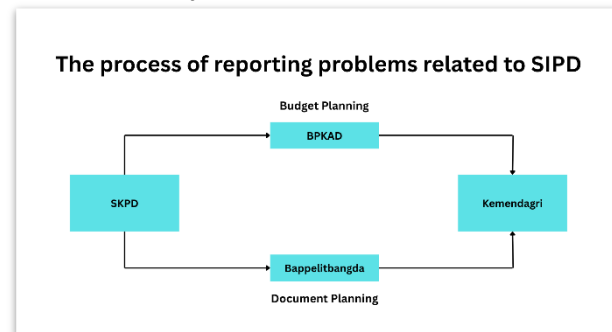 The process of reporting problems related to SIPD
Budget Planning
BPKAD
SKPD
Kemendagri
Bappelitbangda
Document Planning